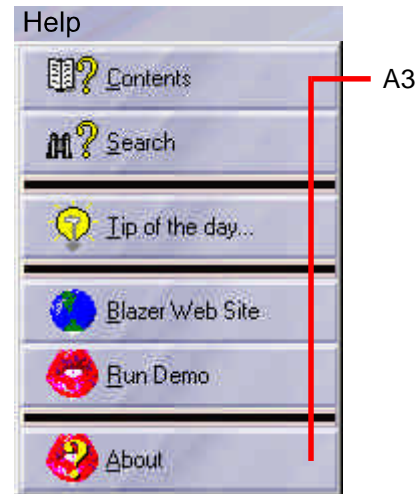 Help
Contents
A3
Search
Tip of the day...
Blazer Web Site
Run Demo
About